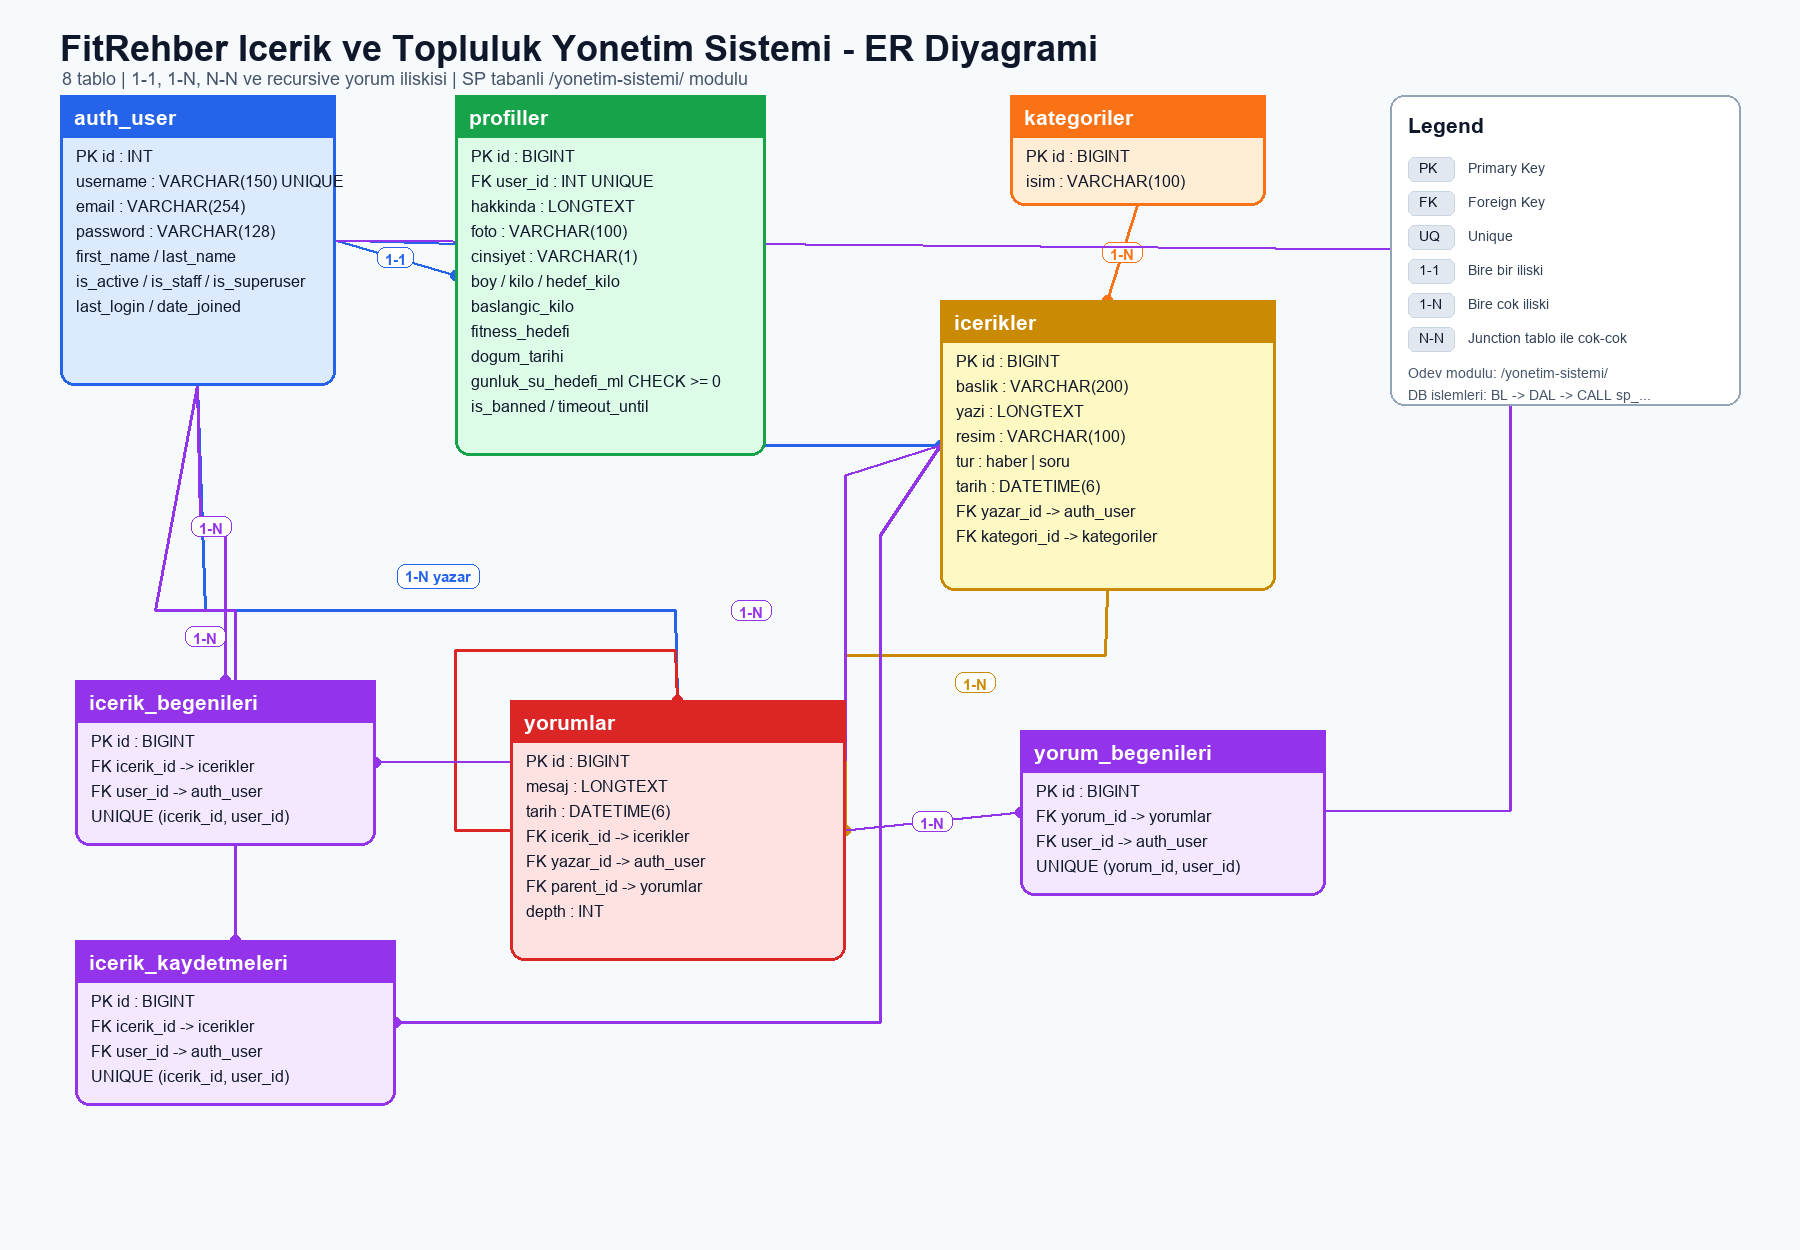 FitRehber Icerik ve Topluluk Yonetim Sistemi - ER Diyagrami
8 tablo | 1-1, 1-N, N-N ve recursive yorum iliskisi | SP tabanli /yonetim-sistemi/ modulu
auth_user
PK id : INT
username : VARCHAR(150) UNIQUE
email : VARCHAR(254)
password : VARCHAR(128)
first_name / last_name
is_active / is_staff / is_superuser
last_login / date_joined
1-1
profiller
PK id : BIGINT
FK user_id : INT UNIQUE
hakkinda : LONGTEXT
foto : VARCHAR(100)
cinsiyet : VARCHAR(1)
boy / kilo / hedef_kilo
baslangic_kilo
fitness_hedefi
dogum_tarihi
gunluk_su_hedefi_ml CHECK >= 0
is_banned / timeout_until
kategoriler
PK id : BIGINT
isim : VARCHAR(100)
1-N
icerikler
PK id : BIGINT
baslik : VARCHAR(200)
yazi : LONGTEXT
resim : VARCHAR(100)
tur : haber | soru
tarih : DATETIME(6)
FK yazar_id -> auth_user
FK kategori_id -> kategoriler
Legend
PK Primary Key
FK Foreign Key
UQ Unique
1-1 Bire bir iliski
1-N Bire cok iliski
N-N Junction tablo ile cok-cok
Odev modulu: /yonetim-sistemi/
DB islemleri: BL -> DAL -> CALL sp_...
1-N
1-N yazar
1-N
1-N
1-N
icerik_begenileri
PK id : BIGINT
FK icerik_id -> icerikler
FK user_id -> auth_user
UNIQUE (icerik_id, user_id)
yorumlar
PK id : BIGINT
mesaj : LONGTEXT
tarih : DATETIME(6)
FK icerik_id -> icerikler
FK yazar_id -> auth_user
FK parent_id -> yorumlar
depth : INT
1-N
yorum_begenileri
PK id : BIGINT
FK yorum_id -> yorumlar
FK user_id -> auth_user
UNIQUE (yorum_id, user_id)
icerik_kaydetmeleri
PK id : BIGINT
FK icerik_id -> icerikler
FK user_id -> auth_user
UNIQUE (icerik_id, user_id)